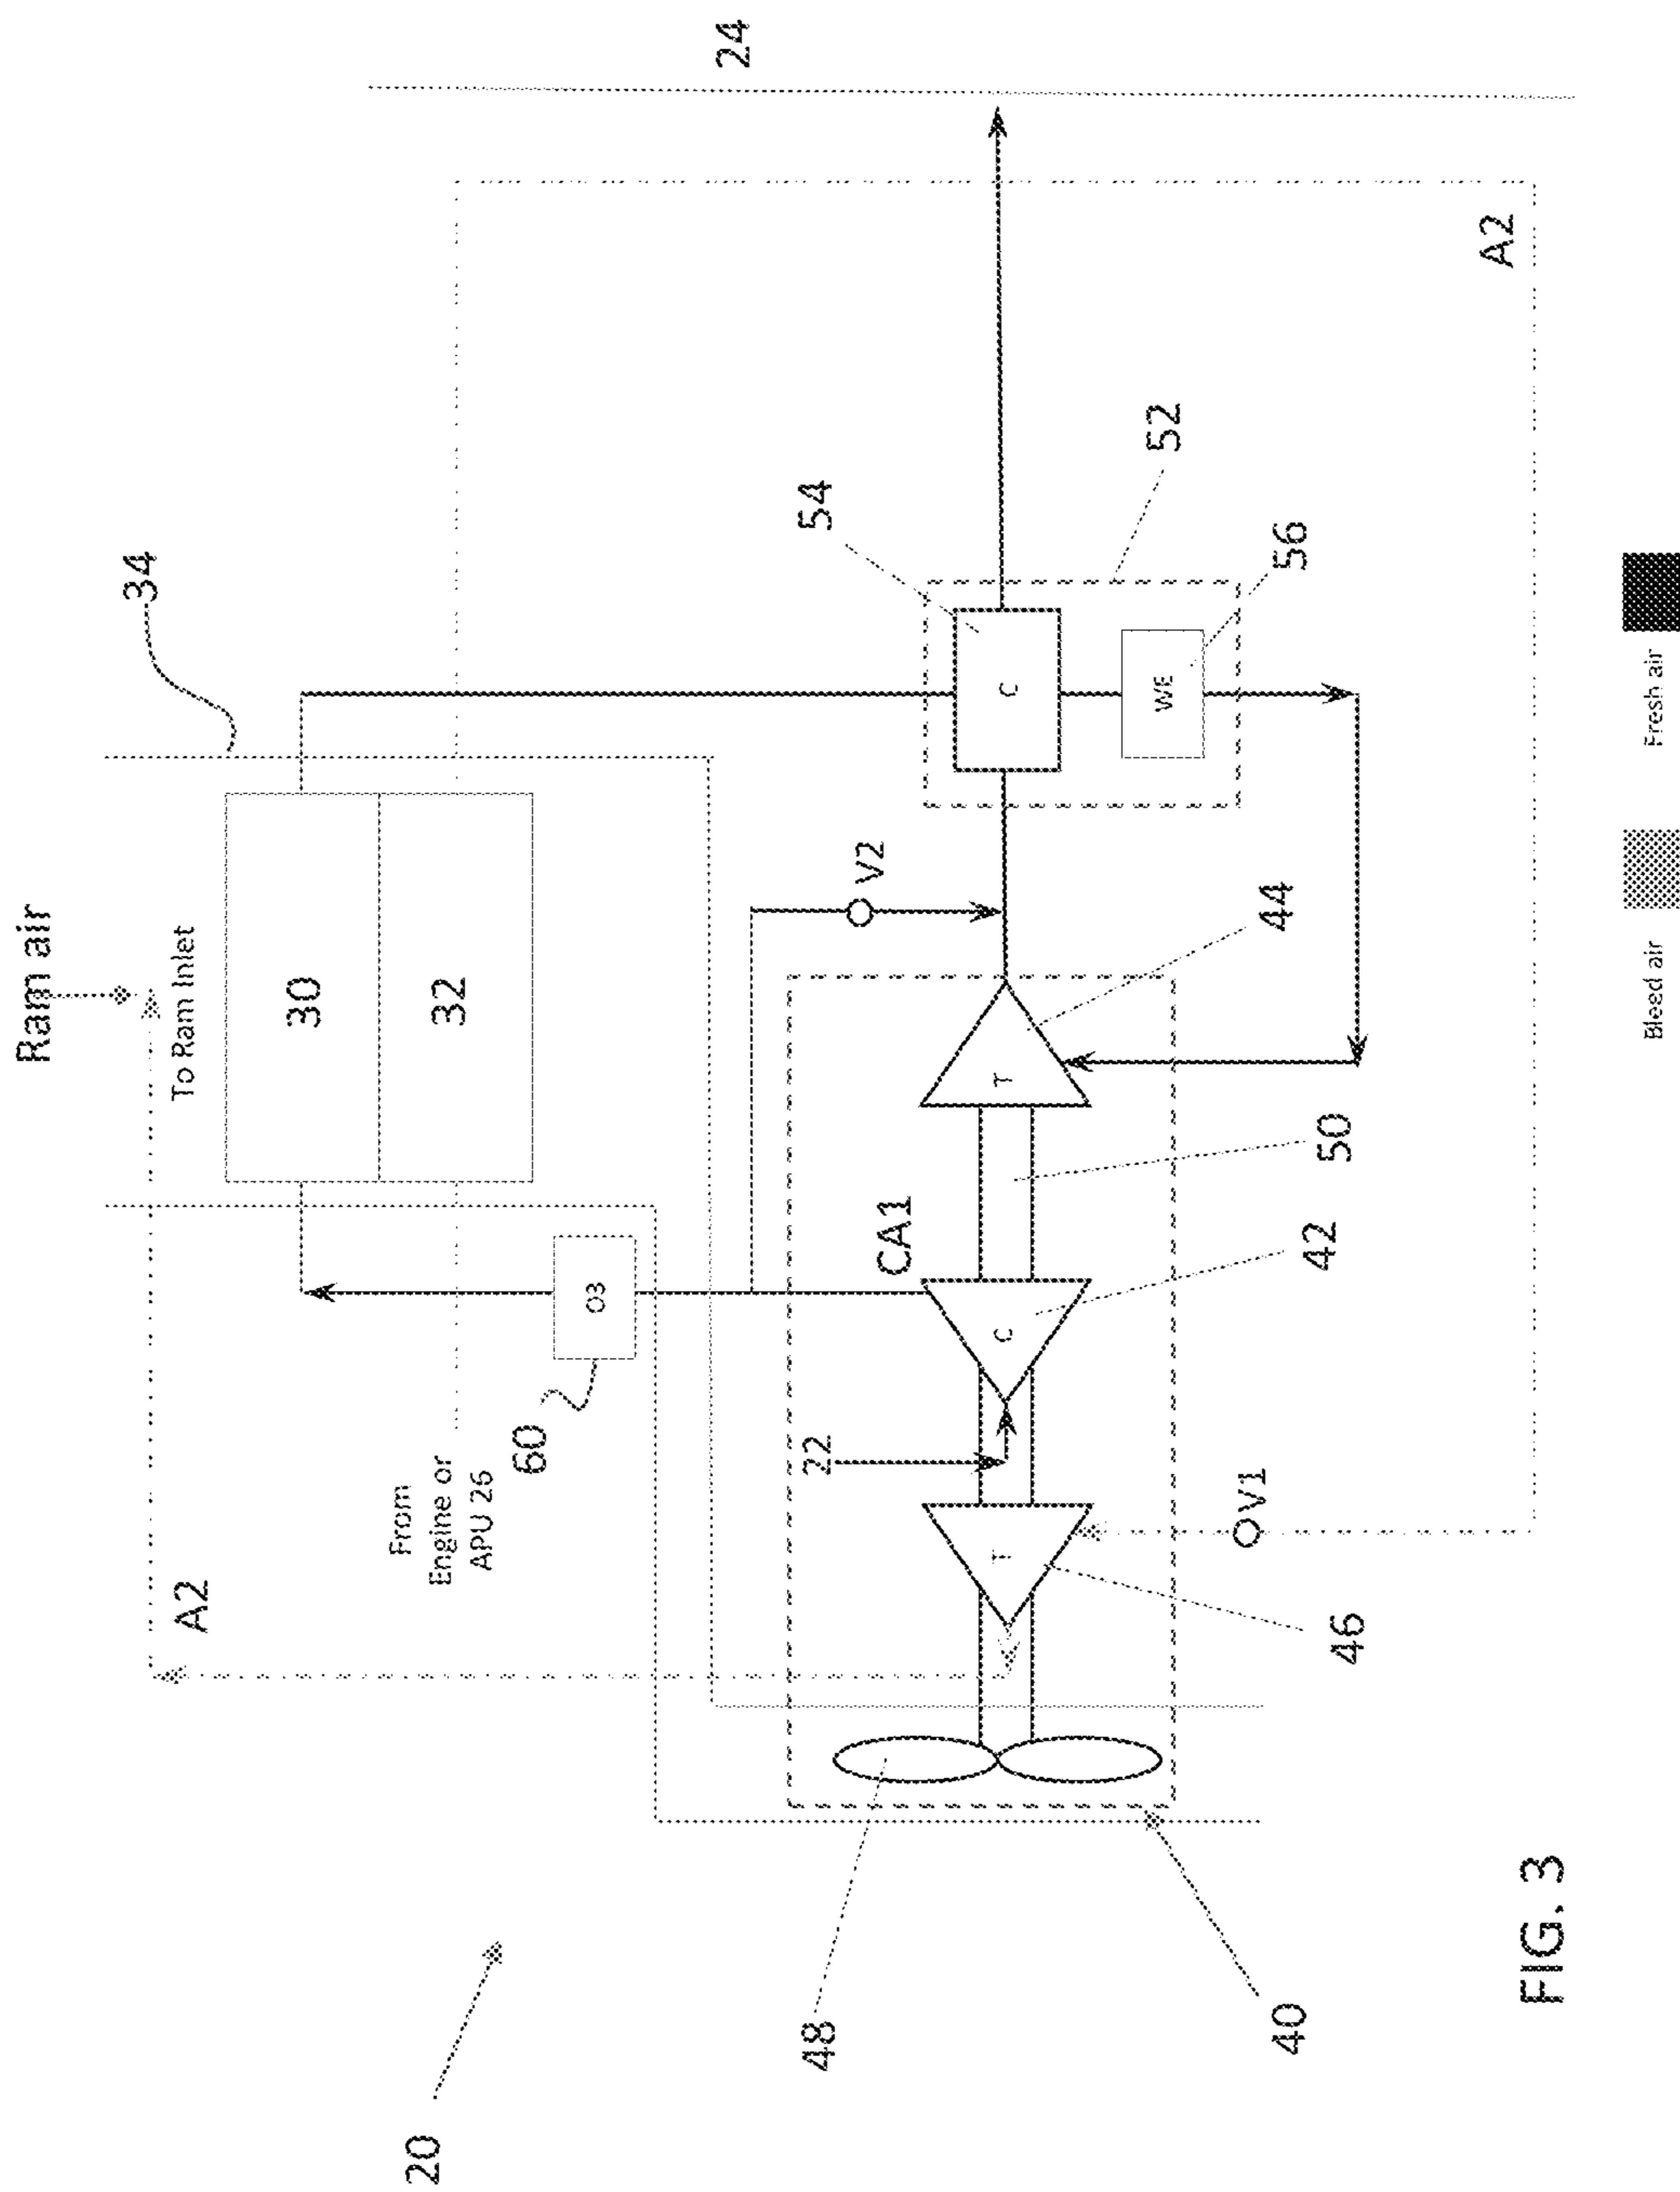 24
Ram air
34
To Ram Inlet
30
32
A2
From
Engine or
APU 26
60
O3
V2
54
52
C
WE
56
CA1
22
T
C
T
44
50
42
46
V1
A2
48
40
20
Bleed air
Fresh air
FIG. 3